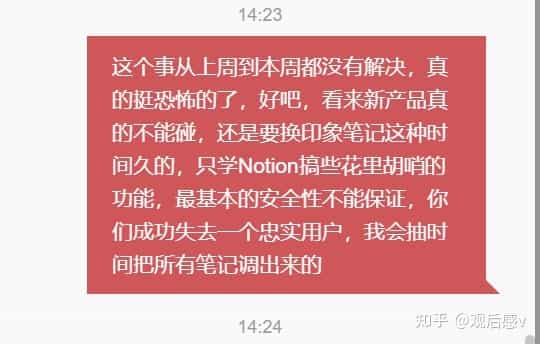 14:23
这个事从上周到本周都没有解决，真
的挺恐怖的了，好吧，看来新产品真
的不能碰，还是要换印象笔记这种时
间久的，只学Notion搞些花里胡哨的
功能，最基本的安全性不能保证，你
们成功失去一个忠实用户，我会抽时
间把所有笔记调出来的
14:24
知乎 @观后感v